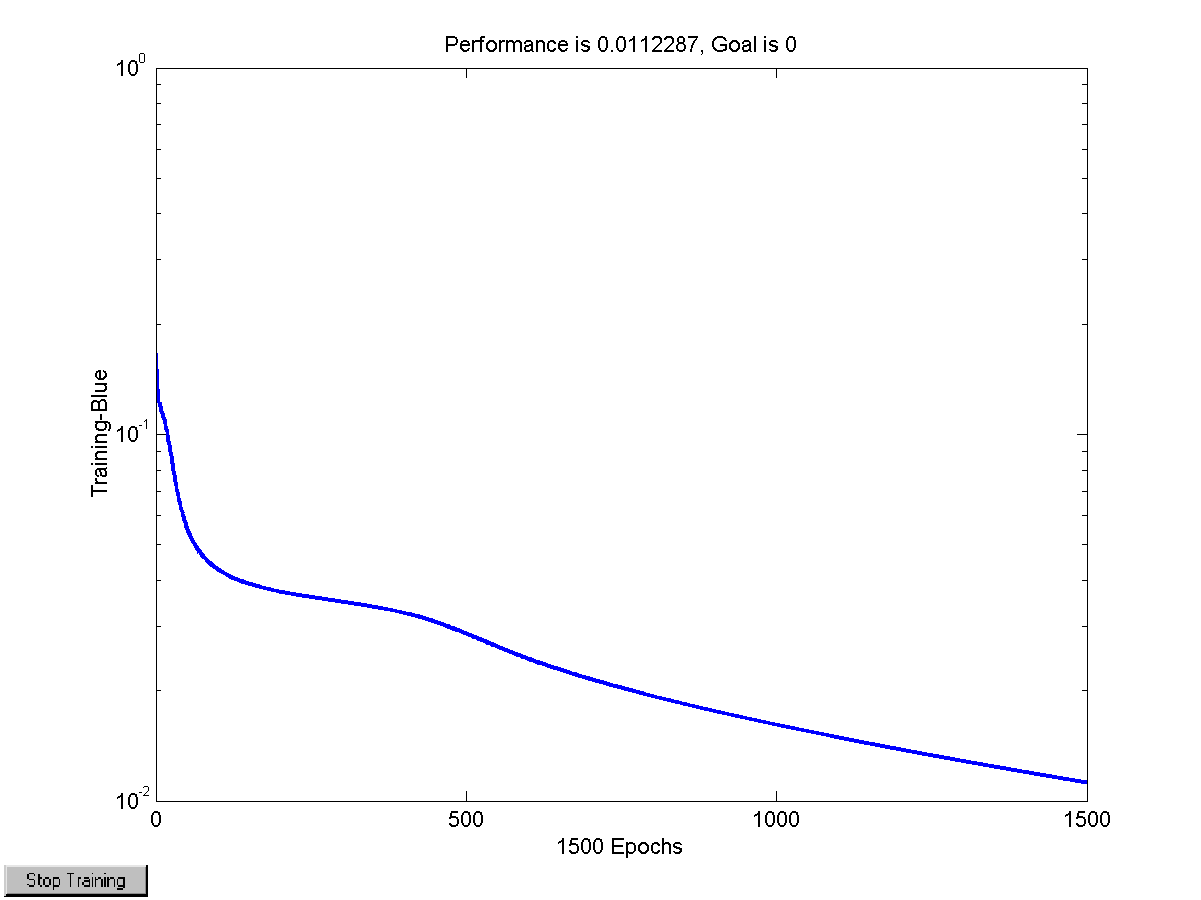 Performance is 0.0112287, Goal is 0
10^0
Training-Blue
10^-1
10^-2
0 500 1000 1500
1500 Epochs
Stop Training